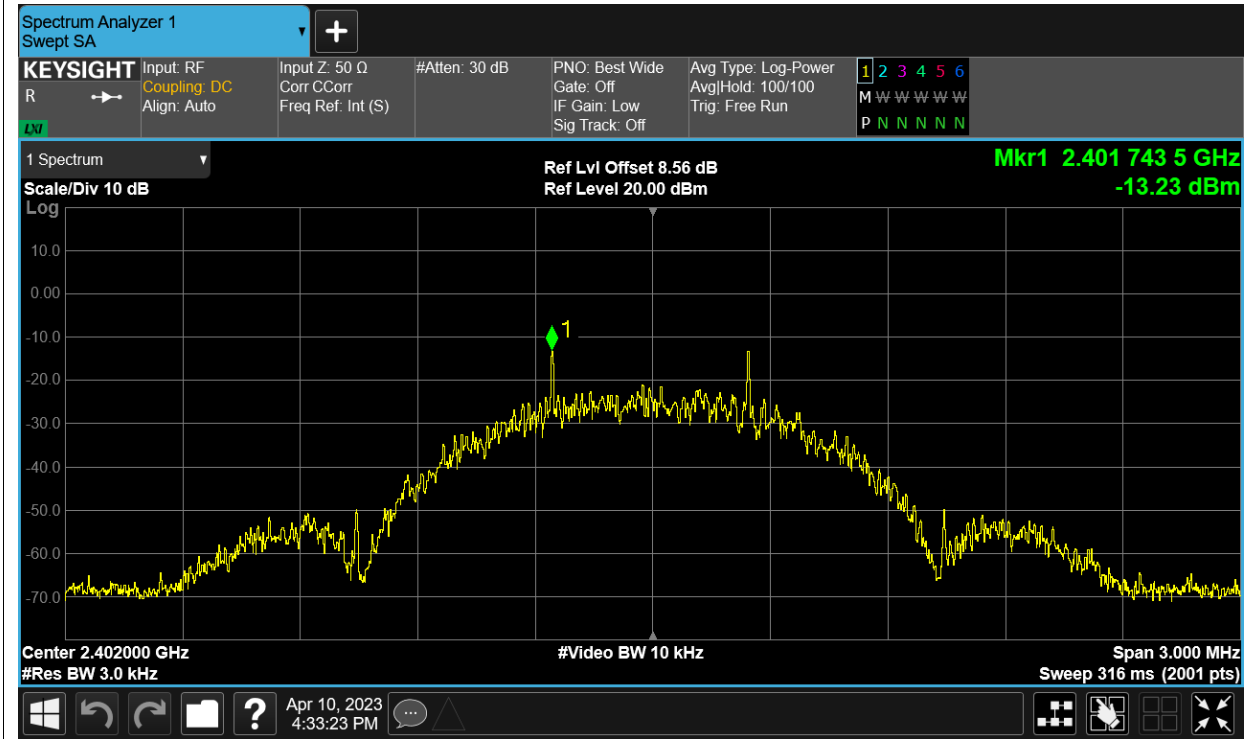 Spectrum Analyzer 1
Swept SA
+
KEYSIGHT
R
LXI
Input: RF
Coupling: DC
Align: Auto
Input Z: 50 Ω
Corr CCorr
Freq Ref: Int (S)
#Atten: 30 dB
PNO: Best Wide
Gate: Off
IF Gain: Low
Sig Track: Off
Avg Type: Log-Power
Avg|Hold: 100/100
Trig: Free Run
1 2 3 4 5 6
M W W W W W
P N N N N N
1 Spectrum
Scale/Div 10 dB
Log
Ref Lvl Offset 8.56 dB
Ref Level 20.00 dBm
Mkr1 2.401 743 5 GHz
-13.23 dBm
10.0
0.00
-10.0
-20.0
-30.0
-40.0
-50.0
-60.0
-70.0
1
Center 2.402000 GHz
#Res BW 3.0 kHz
#Video BW 10 kHz
Span 3.000 MHz
Sweep 316 ms (2001 pts)
?
Apr 10, 2023
4:33:23 PM